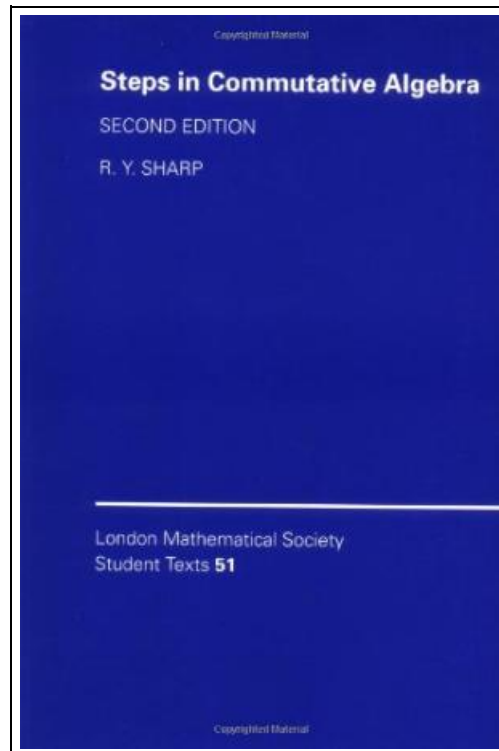 Copyrighted Material
Steps in Commutative Algebra
SECOND EDITION
R. Y. SHARP
London Mathematical Society
Student Texts 51
Copyrighted Material